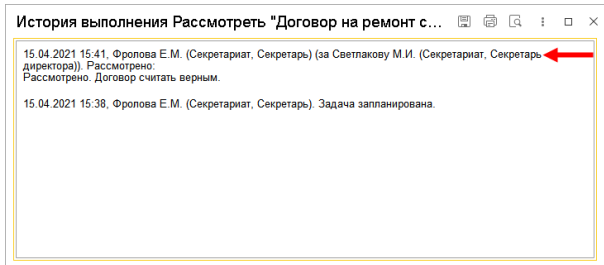 История выполнения Рассмотреть "Договор на ремонт с...
15.04.2021 15:41, Фролова Е.М. (Секретариат, Секретарь) (за Светлакову М.И. (Секретариат, Секретарь
директора)). Рассмотрено:
Рассмотрено. Договор считать верным.
15.04.2021 15:38, Фролова Е.М. (Секретариат, Секретарь). Задача запланирована.